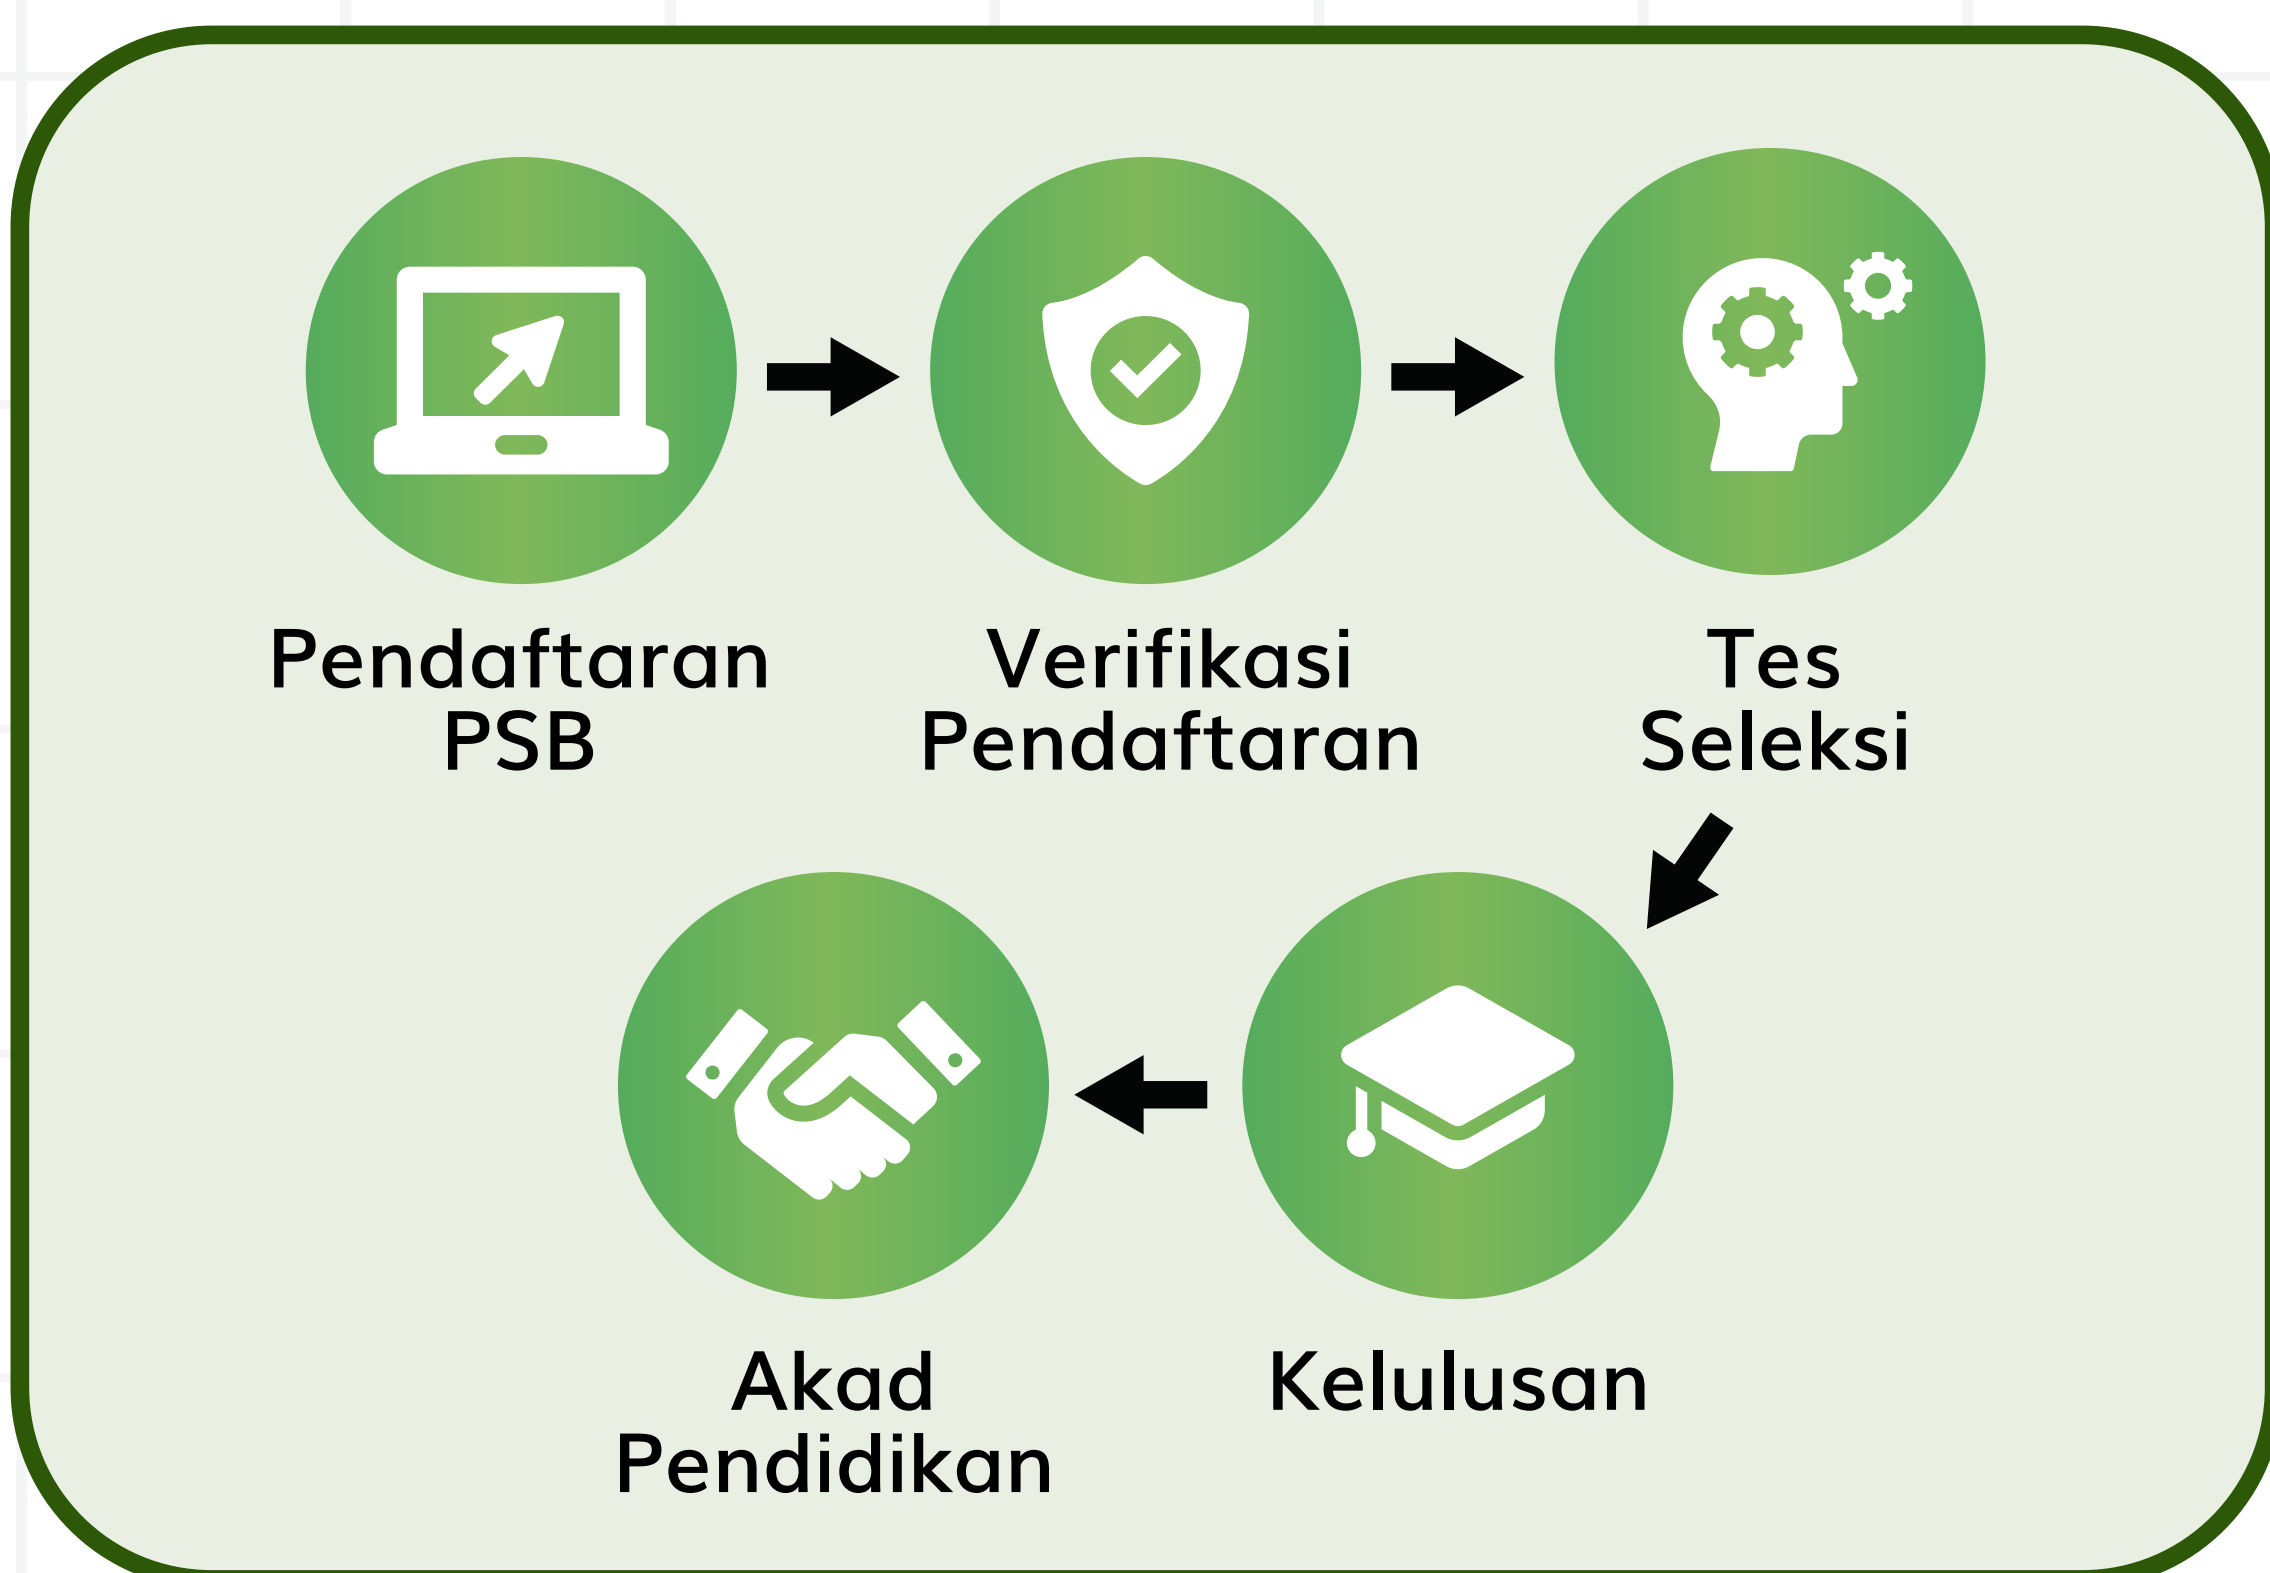 Pendaftaran
PSB
Verifikasi
Pendaftaran
Tes
Seleksi
Kelulusan
Akad
Pendidikan